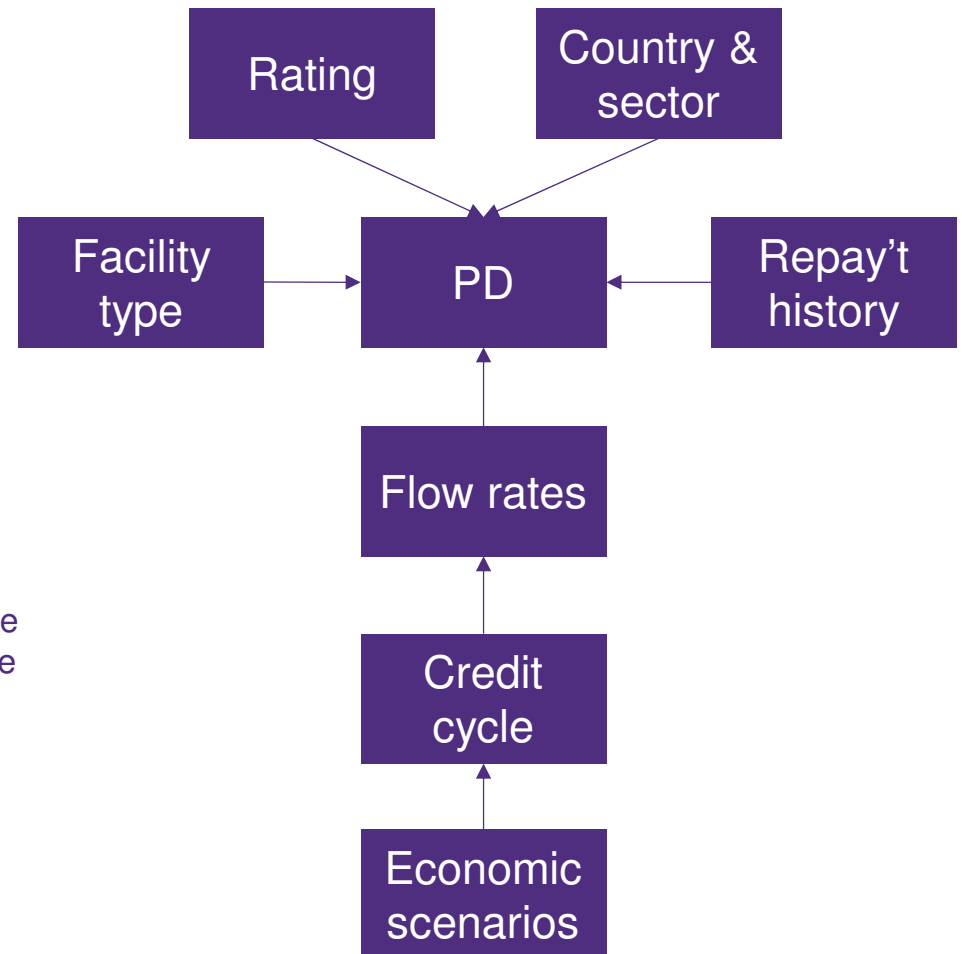 Rating
Country &
sector
Facility
type
PD
Repay't
history
Flow rates
e
e
Credit
cycle
Economic
scenarios